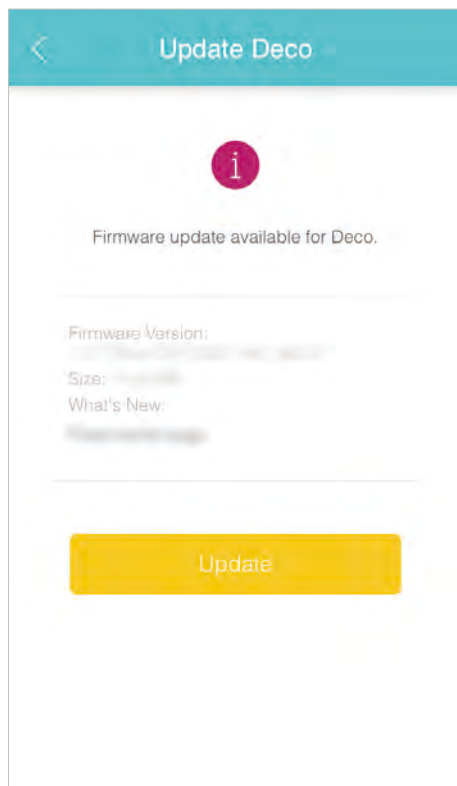 Update Deco
i
Firmware update available for Deco.
Firmware Version:
Size:
What's New:
Update